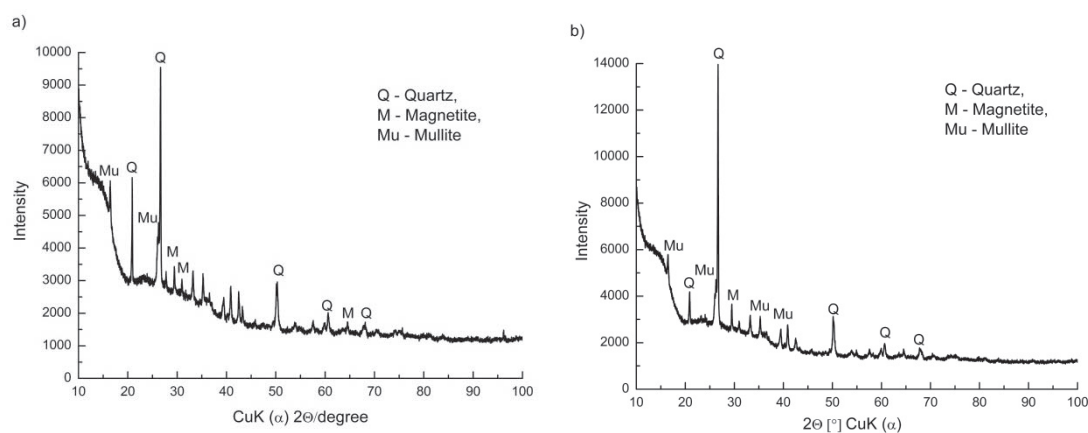 a)
10000
9000
8000
7000
6000
5000
4000
3000
2000
1000
0
Intensity
Q
Q - Quartz,
M - Magnetite,
Mu - Mullite
Mu
Q
Mu
M
M
Q
Q
M
Q
10 20 30 40 50 60 70 80 90 100
CuK (α) 2Θ/degree
b)
14000
12000
10000
8000
6000
4000
2000
0
Intensity
Q
Q - Quartz,
M - Magnetite,
Mu - Mullite
Mu
Mu
Q
M
Mu
Mu
Q
Q
Q
10 20 30 40 50 60 70 80 90 100
2Θ [°] CuK (α)